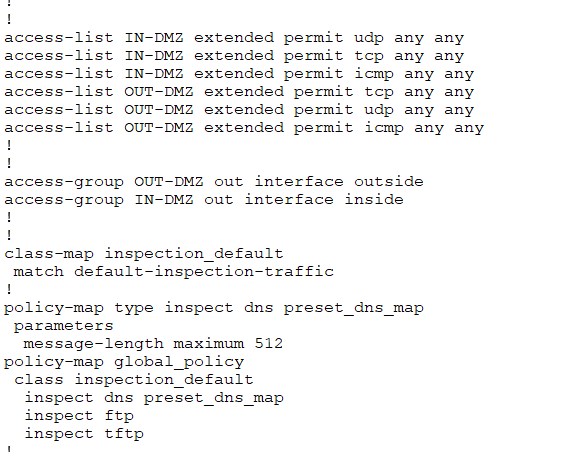 !
!
access-list IN-DMZ extended permit udp any any
access-list IN-DMZ extended permit tcp any any
access-list IN-DMZ extended permit icmp any any
access-list OUT-DMZ extended permit tcp any any
access-list OUT-DMZ extended permit udp any any
access-list OUT-DMZ extended permit icmp any any
!
!
access-group OUT-DMZ out interface outside
access-group IN-DMZ out interface inside
!
!
class-map inspection_default
 match default-inspection-traffic
!
policy-map type inspect dns preset_dns_map
 parameters
  message-length maximum 512
policy-map global_policy
 class inspection_default
  inspect dns preset_dns_map
  inspect ftp
  inspect tftp
!